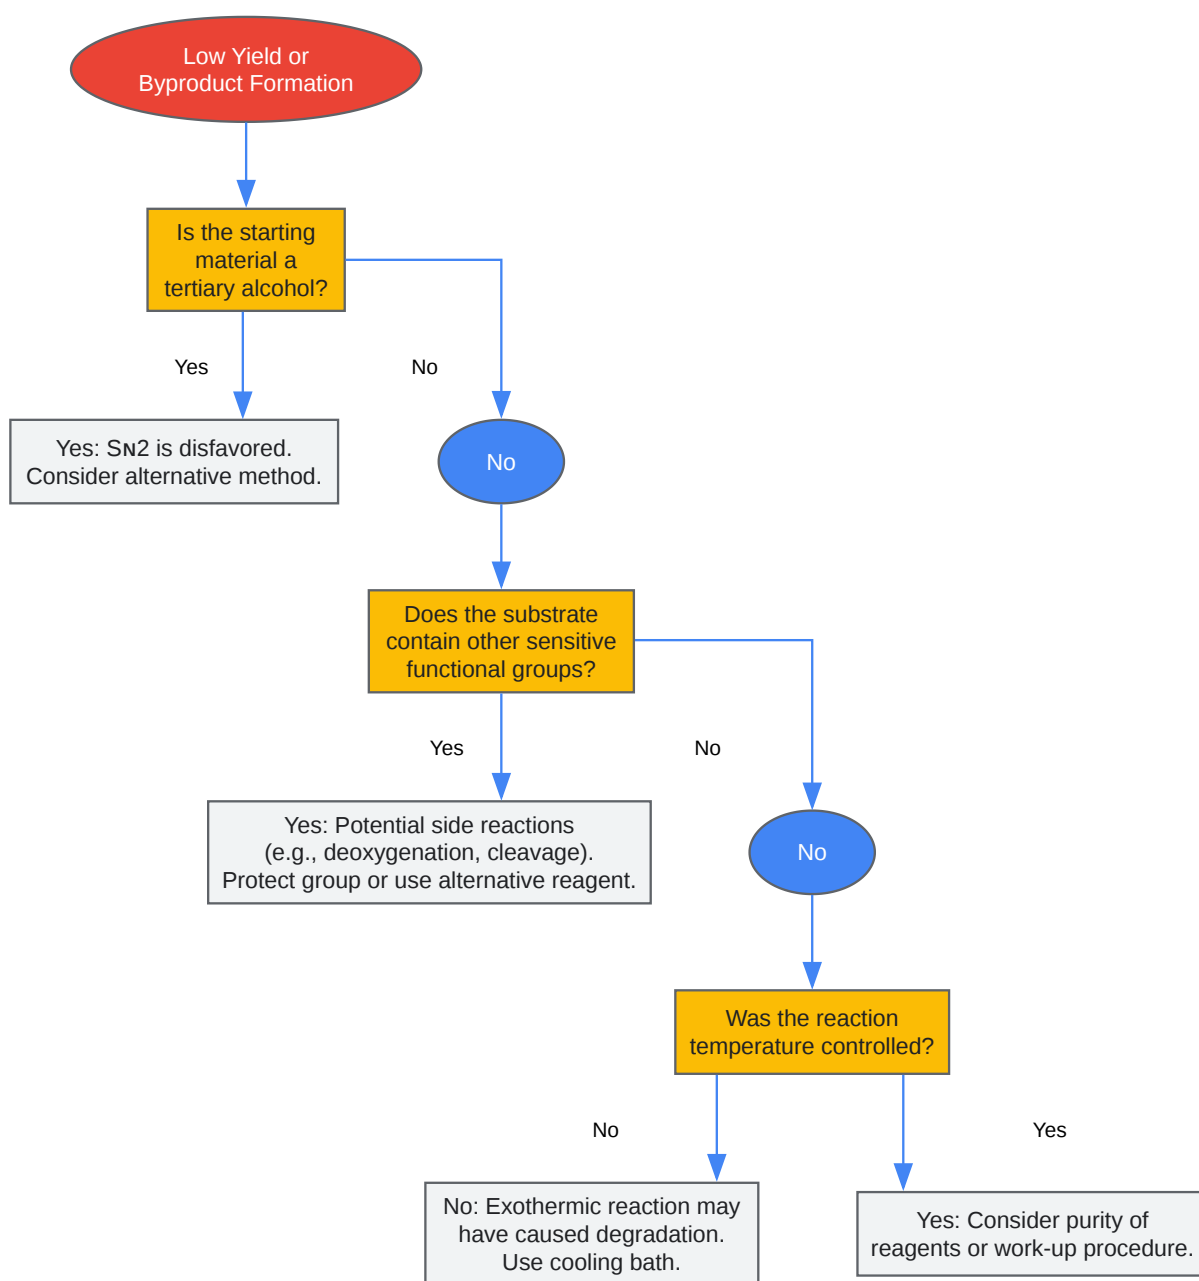 Low Yield or
Byproduct Formation
Is the starting
material a
tertiary alcohol?
Yes
No
Yes: Sɴ2 is disfavored.
Consider alternative method.
No
Does the substrate
contain other sensitive
functional groups?
Yes
No
Yes: Potential side reactions
(e.g., deoxygenation, cleavage).
Protect group or use alternative reagent.
No
Was the reaction
temperature controlled?
No
Yes
No: Exothermic reaction may
have caused degradation.
Use cooling bath.
Yes: Consider purity of
reagents or work-up procedure.